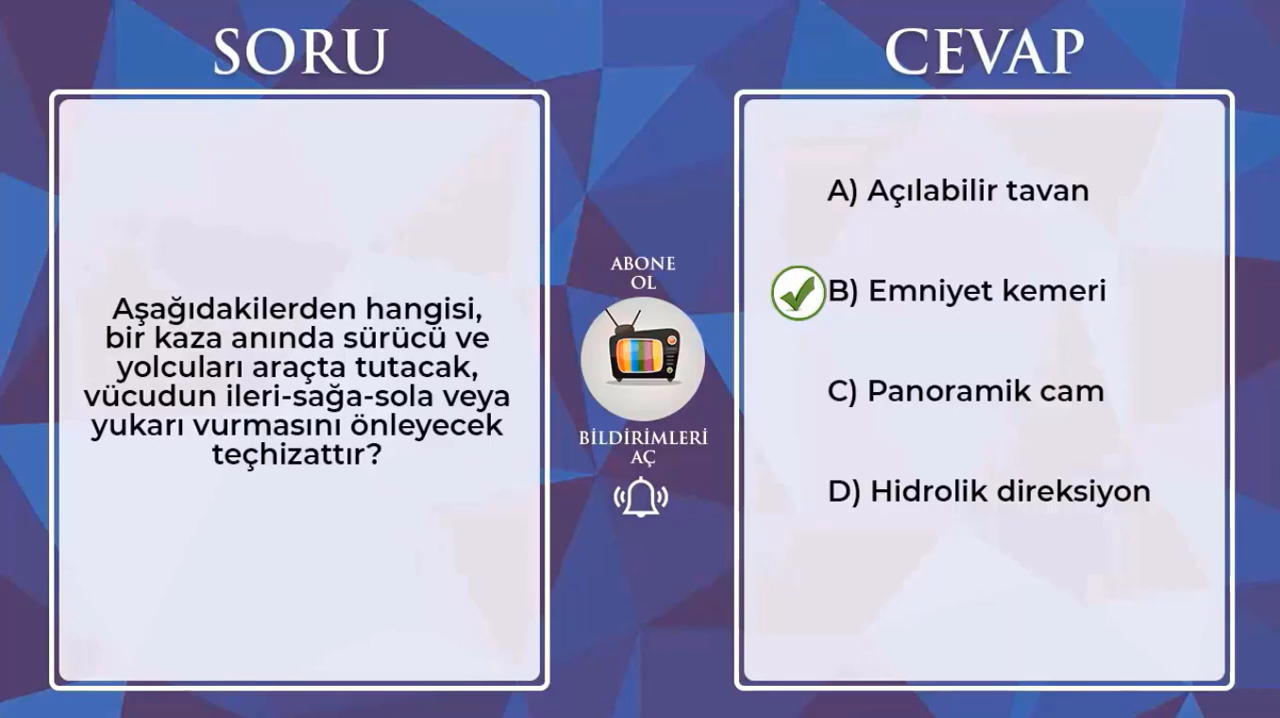 SORU
Aşağıdakilerden hangisi,
bir kaza anında sürücü ve
yolcuları araçta tutacak,
vücudun ileri-sağa-sola veya
yukarı vurmasını önleyecek
teçhizattır?
ABONE
OL
BİLDİRİMLERİ
AÇ
CEVAP
A) Açılabilir tavan
B) Emniyet kemeri
C) Panoramik cam
D) Hidrolik direksiyon